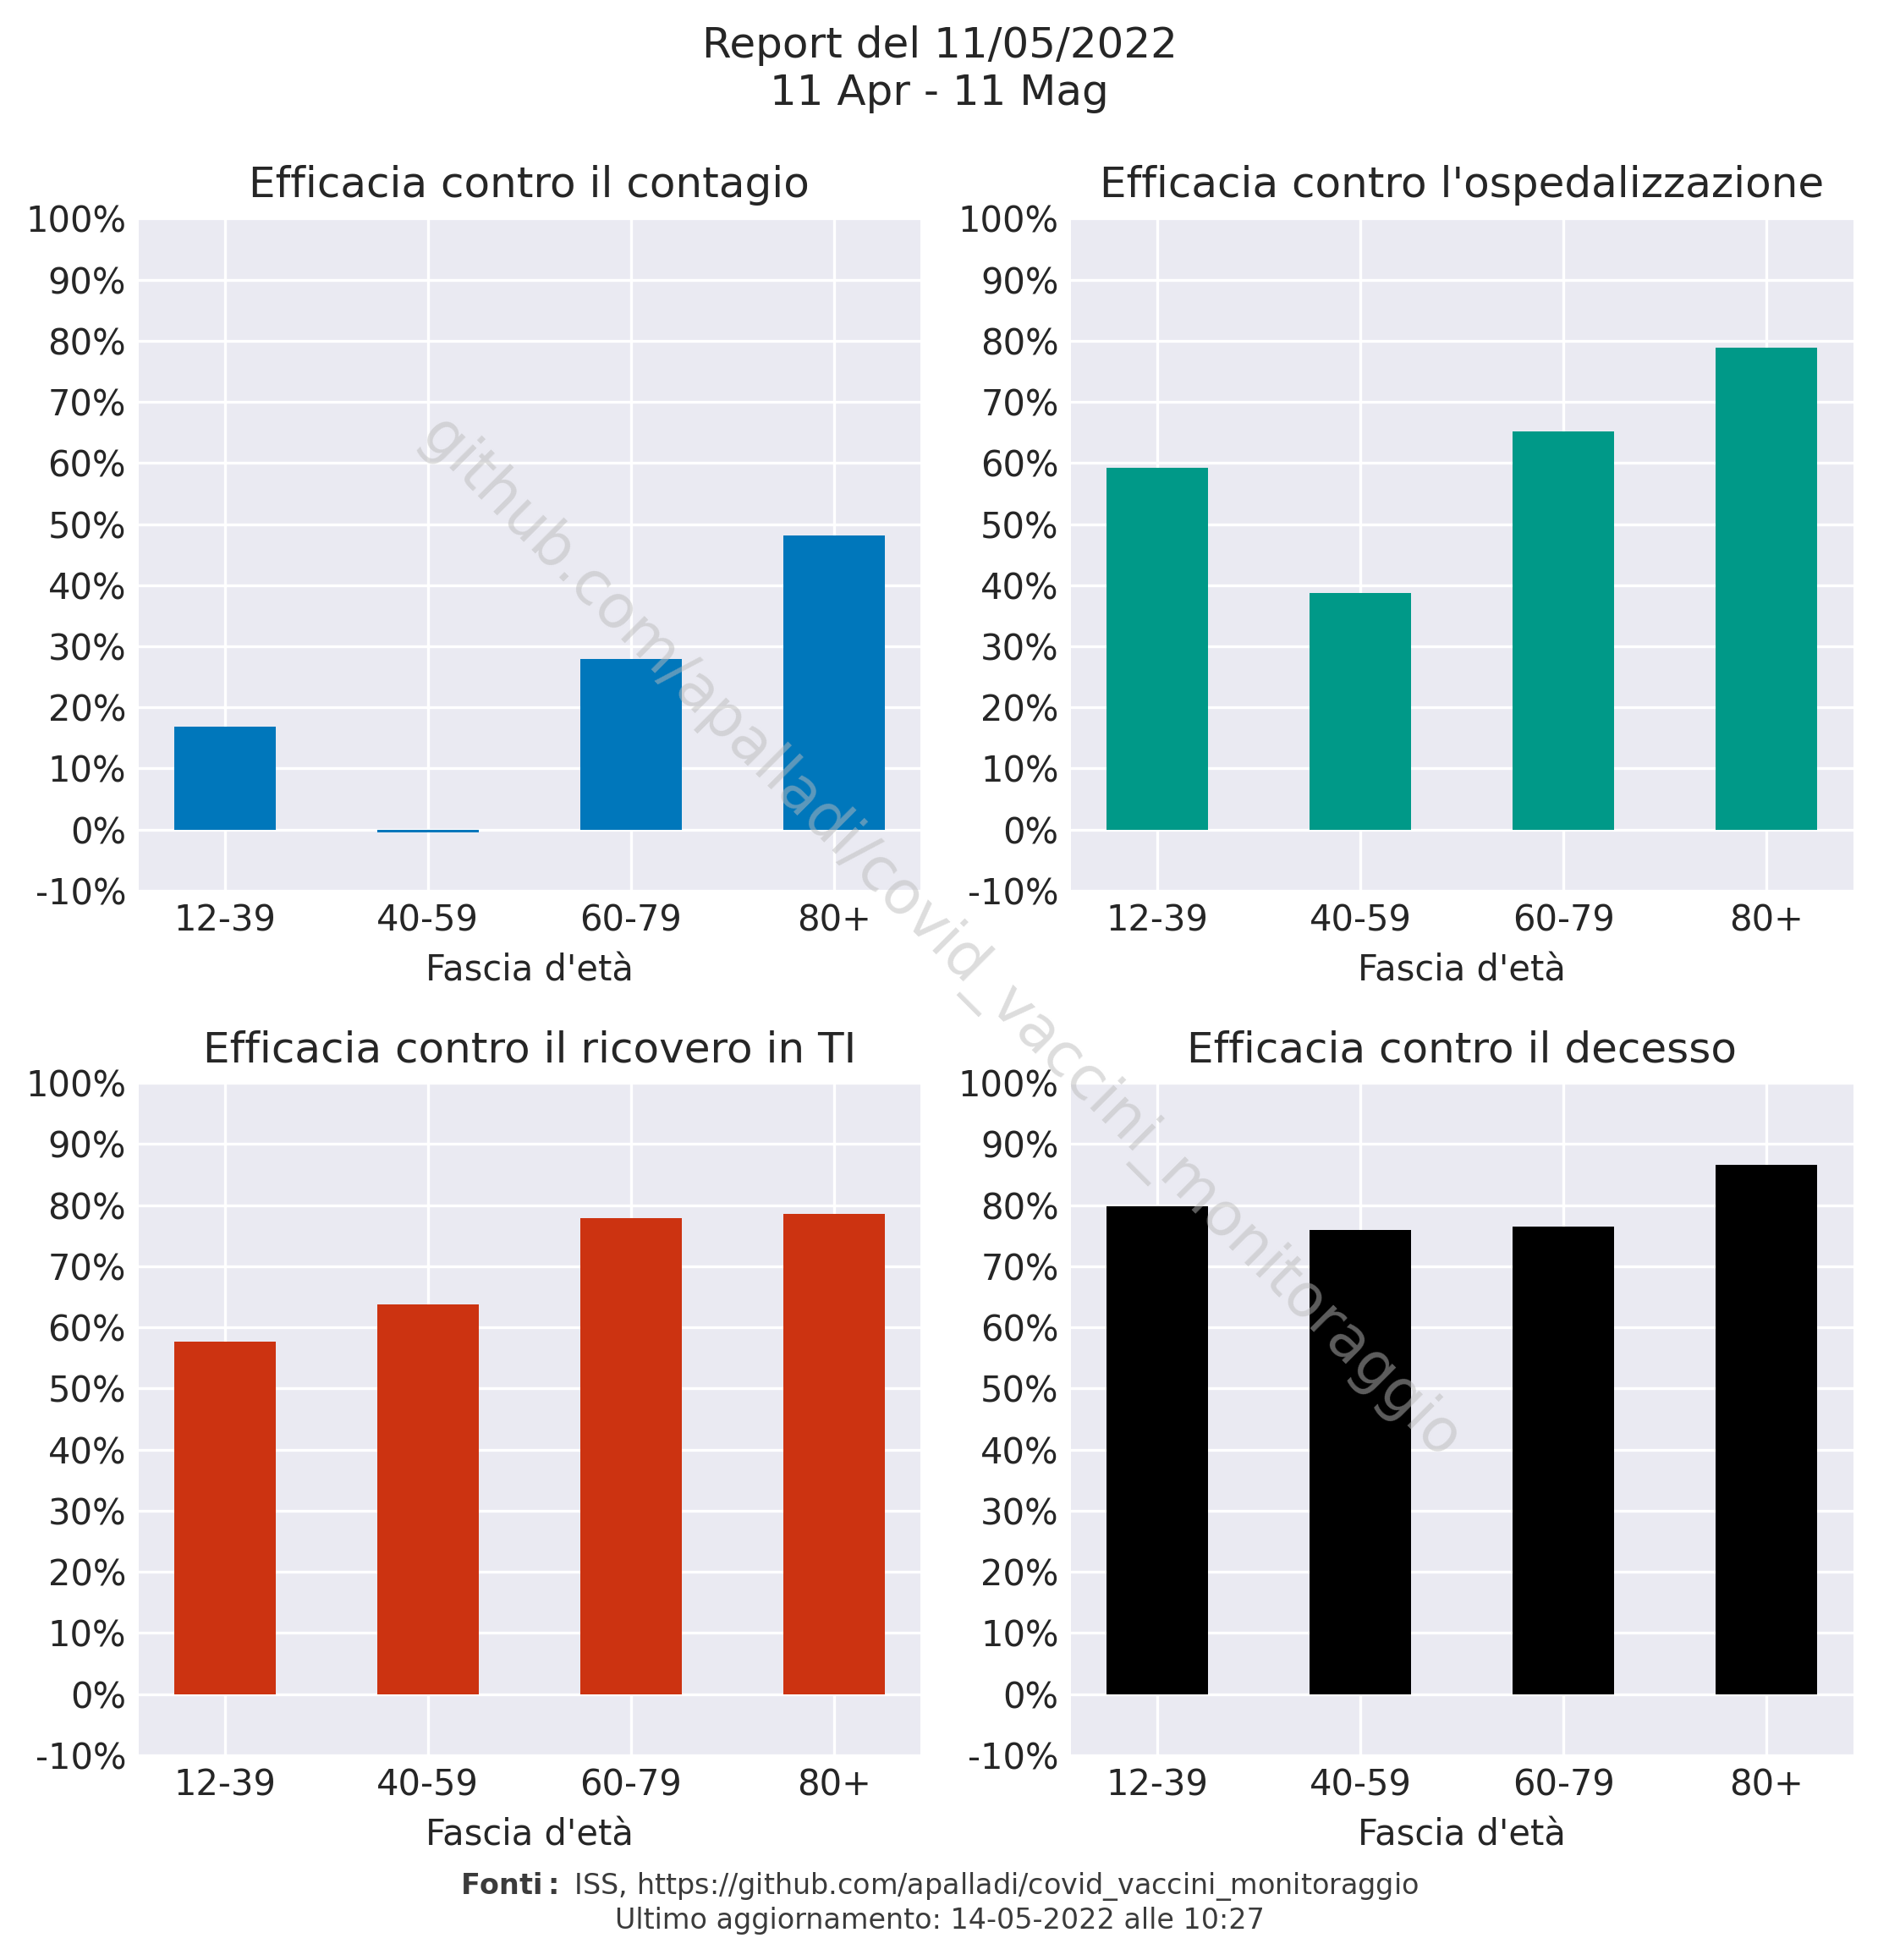 Report del 11/05/2022
11 Apr - 11 Mag
Efficacia contro il contagio
100%
90%
80%
70%
60%
50%
40%
30%
20%
10%
0%
-10%
12-39 40-59 60-79 80+
Fascia d'età
Efficacia contro l'ospedalizzazione
100%
90%
80%
70%
60%
50%
40%
30%
20%
10%
0%
-10%
12-39 40-59 60-79 80+
Fascia d'età
Efficacia contro il ricovero in TI
100%
90%
80%
70%
60%
50%
40%
30%
20%
10%
0%
-10%
12-39 40-59 60-79 80+
Fascia d'età
Efficacia contro il decesso
100%
90%
80%
70%
60%
50%
40%
30%
20%
10%
0%
-10%
12-39 40-59 60-79 80+
Fascia d'età
github.com/apalladi/covid_vaccini_monitoraggio
Fonti: ISS, https://github.com/apalladi/covid_vaccini_monitoraggio
Ultimo aggiornamento: 14-05-2022 alle 10:27